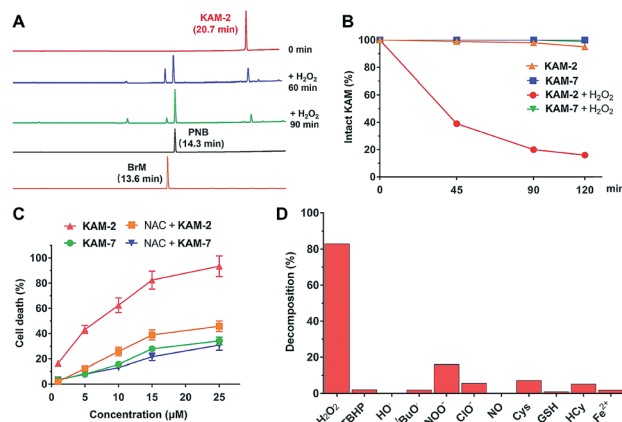 A
KAM-2
(20.7 min)
0 min
+ H₂O₂
60 min
+ H₂O₂
90 min
PNB
(14.3 min)
BrM
(13.6 min)
B
Intact KAM (%)
100
80
60
40
20
0
0 45 90 120 min
KAM-2
KAM-7
KAM-2 + H₂O₂
KAM-7 + H₂O₂
C
KAM-2 NAC + KAM-2
KAM-7 NAC + KAM-7
Cell death (%)
100
80
60
40
20
0
0 5 10 15 20 25
Concentration (µM)
D
Decomposition (%)
100
80
60
40
20
0
H₂O₂ TBHP HO· ᵗBuO· NOO⁻ ClO⁻ NO Cys GSH HCy Fe²⁺